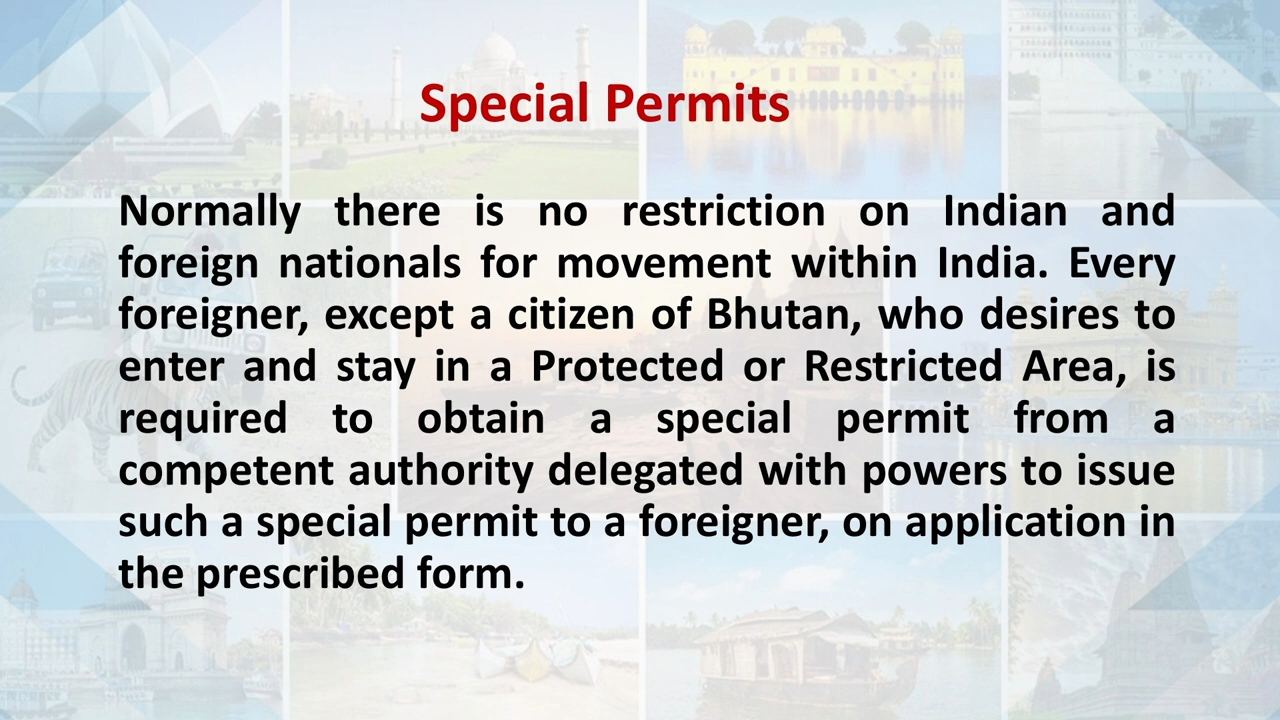 Special Permits
Normally there is no restriction on Indian and
foreign nationals for movement within India. Every
foreigner, except a citizen of Bhutan, who desires to
enter and stay in a Protected or Restricted Area, is
required to obtain a special permit from a
competent authority delegated with powers to issue
such a special permit to a foreigner, on application in
the prescribed form.